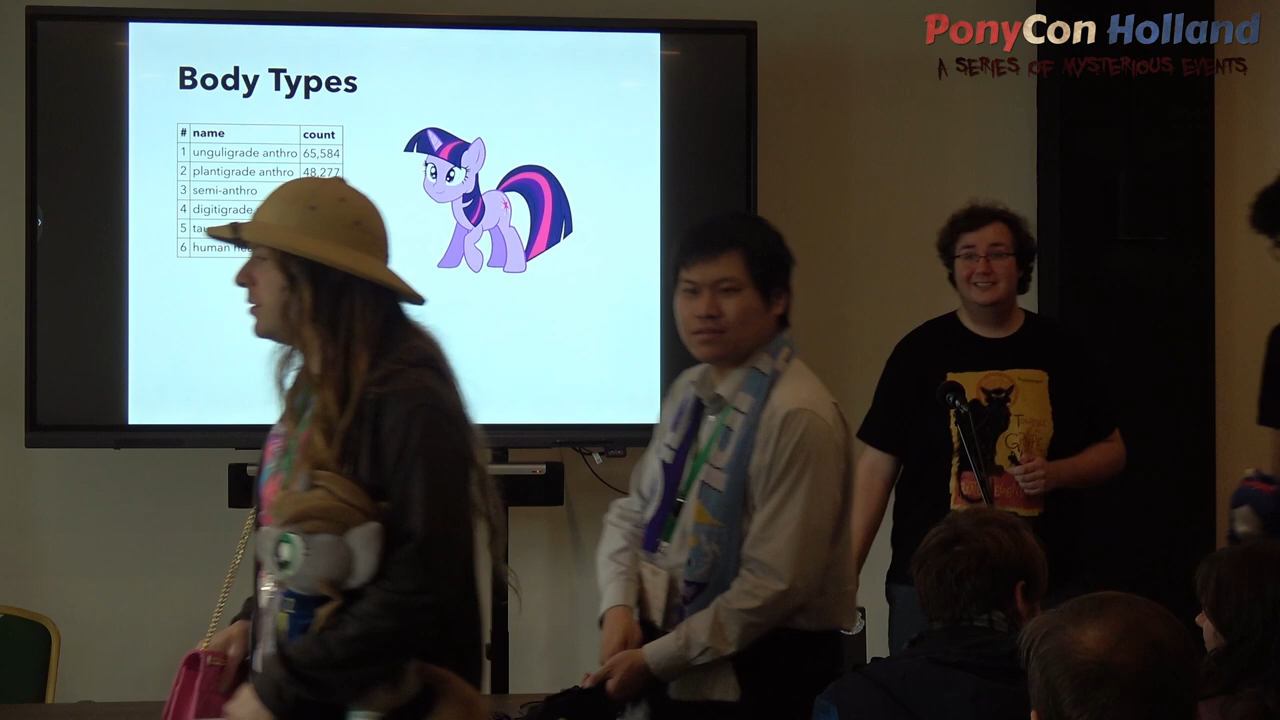 PonyCon Holland
A SERIES OF MYSTERIOUS EVENTS
Body Types
# name count
1 unguligrade anthro 65,584
2 plantigrade anthro 48,277
3 semi-anthro
4 digitigrade
5
6 human